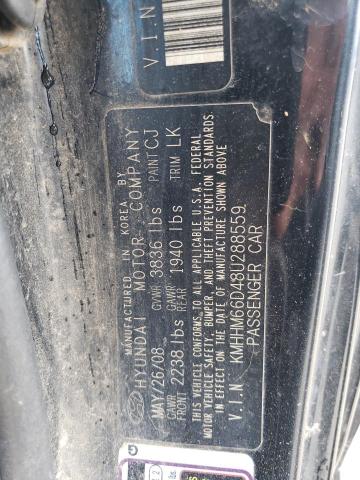 V.I.N
MANUFACTURED IN KOREA BY
HYUNDAI MOTOR COMPANY
MAY/26/08 GVWR 3836 lbs PAINT CJ
GAWR FRONT 2238 lbs GAWR REAR 1940 lbs TRIM LK
THIS VEHICLE CONFORMS TO ALL APPLICABLE U.S.A. FEDERAL
MOTOR VEHICLE SAFETY, BUMPER, AND THEFT PREVENTION STANDARDS
IN EFFECT ON THE DATE OF MANUFACTURE SHOWN ABOVE
V.I.N KMHHM66D48U288559
PASSENGER CAR